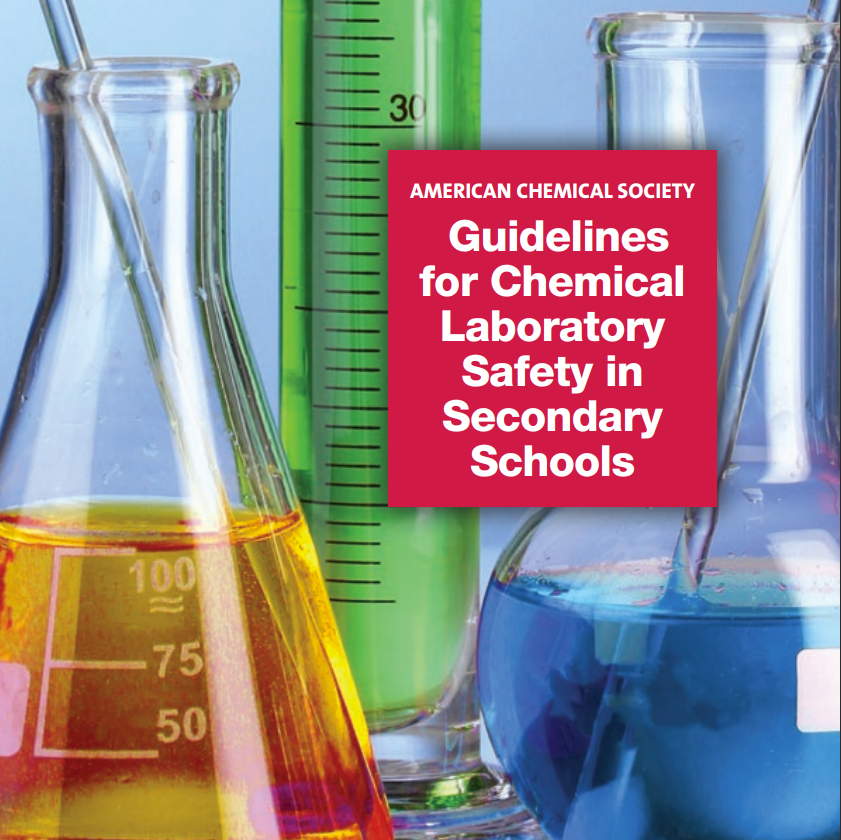 30
AMERICAN CHEMICAL SOCIETY
Guidelines
for Chemical
Laboratory
Safety in
Secondary
Schools
100
75
50